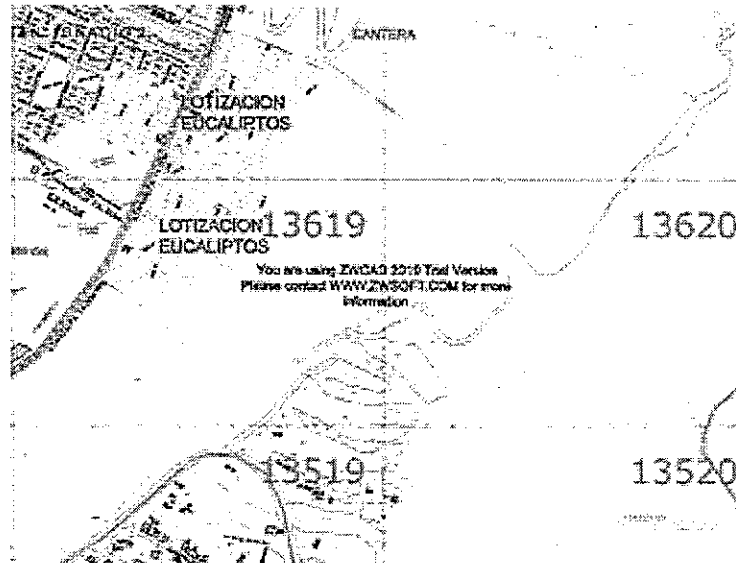 CANTERA
LOTIZACION
EUCALIPTOS
LOTIZACION
EUCALIPTOS
13619
13620
You are using ZWCAD 2010 Trial Version
Please contact WWW.ZWSOFT.COM for more
information
13519
13520